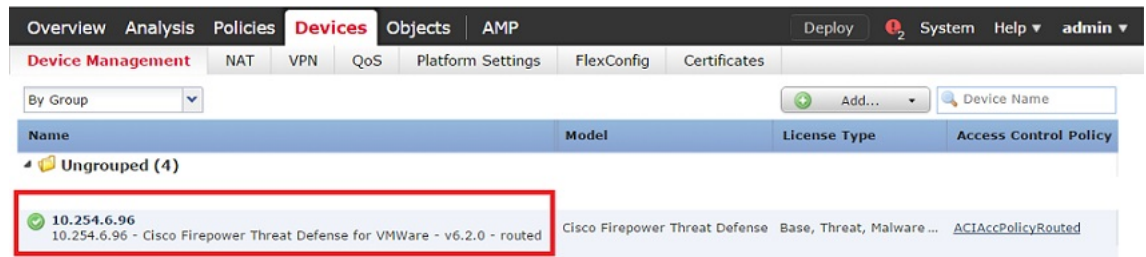 Overview Analysis Policies Devices Objects AMP Deploy 2 System Help admin
Device Management NAT VPN QoS Platform Settings FlexConfig Certificates
By Group Add... Device Name
Name Model License Type Access Control Policy
Ungrouped (4)
10.254.6.96
10.254.6.96 - Cisco Firepower Threat Defense for VMWare - v6.2.0 - routed Cisco Firepower Threat Defense Base, Threat, Malware ... ACIAccPolicyRouted